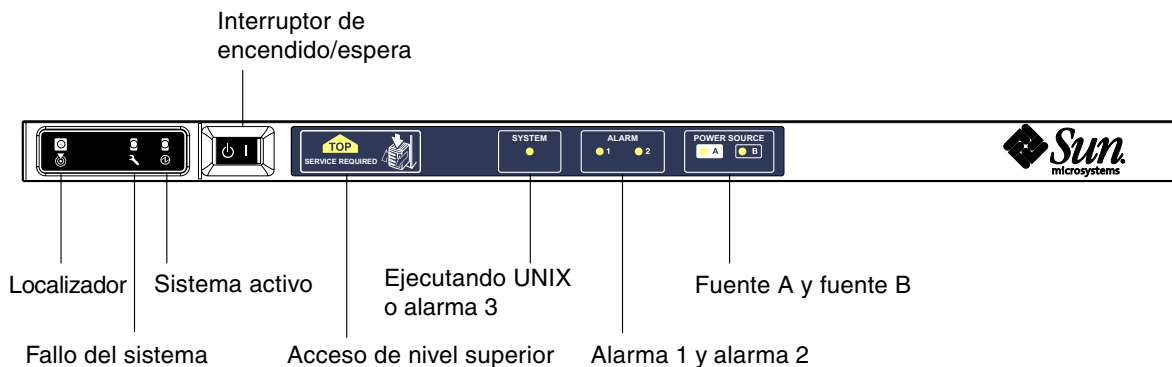 Interruptor de
encendido/espera
TOP
SERVICE REQUIRED
SYSTEM
ALARM
1
2
POWER SOURCE
A
B
Sun.
microsystems
Localizador
Sistema activo
Ejecutando UNIX
o alarma 3
Fuente A y fuente B
Fallo del sistema
Acceso de nivel superior
Alarma 1 y alarma 2